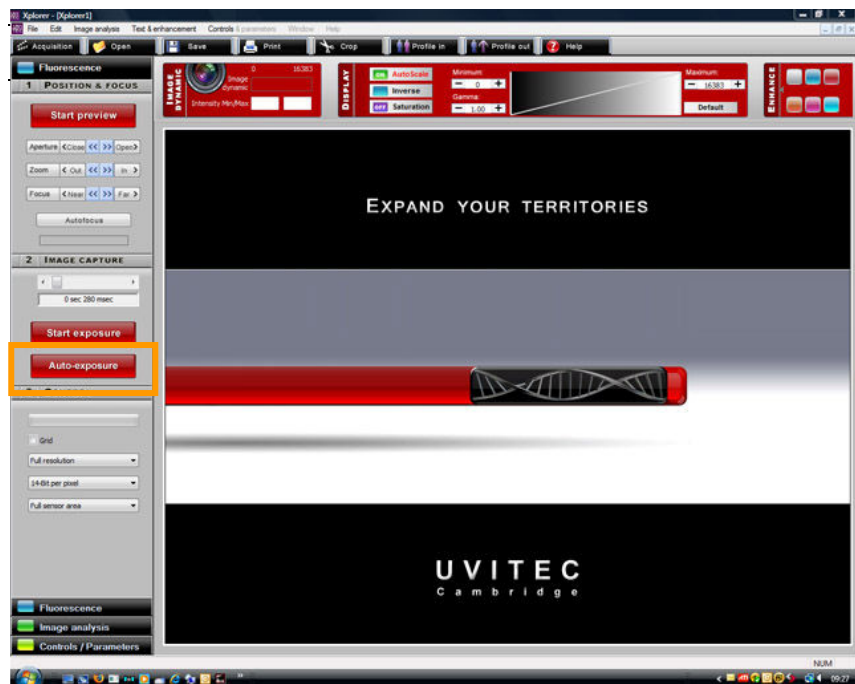 Xplorer - [Xplorer1]
File Edit Image analysis Text & enhancement Controls & parameters Window Help
Acquisition Open Save Print Crop Profile in Profile out Help
Fluorescence
1 POSITION & FOCUS
Start preview
Aperture Close << >> Open
Zoom Out << >> In
Focus Near << >> Far
Autofocus
2 IMAGE CAPTURE
0 sec 280 msec
Start exposure
Auto-exposure
Grid
Full resolution
14-Bit per pixel
Full sensor area
Fluorescence
Image analysis
Controls / Parameters
IMAGE DYNAMIC
0 16383
Image dynamic
Intensity Min/Max
DISPLAY
on AutoScale
Inverse
off Saturation
Minimum:
- 0 +
Gamma:
- 1.00 +
Maximum:
- 16383 +
Default
ENHANCE
EXPAND YOUR TERRITORIES
UVITEC
Cambridge
NUM
09:27